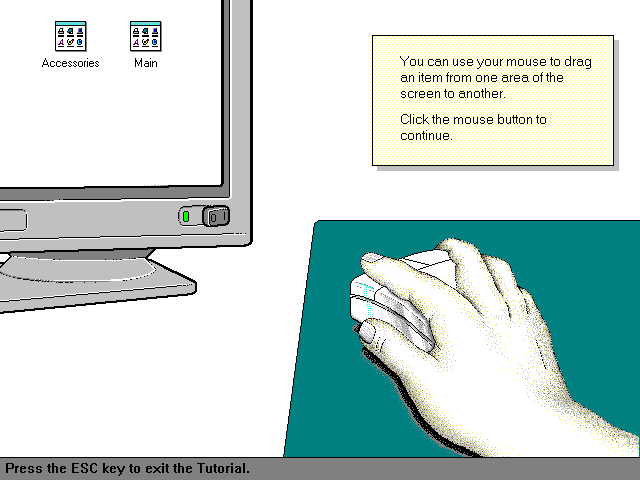 Accessories
Main
You can use your mouse to drag
an item from one area of the
screen to another.
Click the mouse button to
continue.
Press the ESC key to exit the Tutorial.